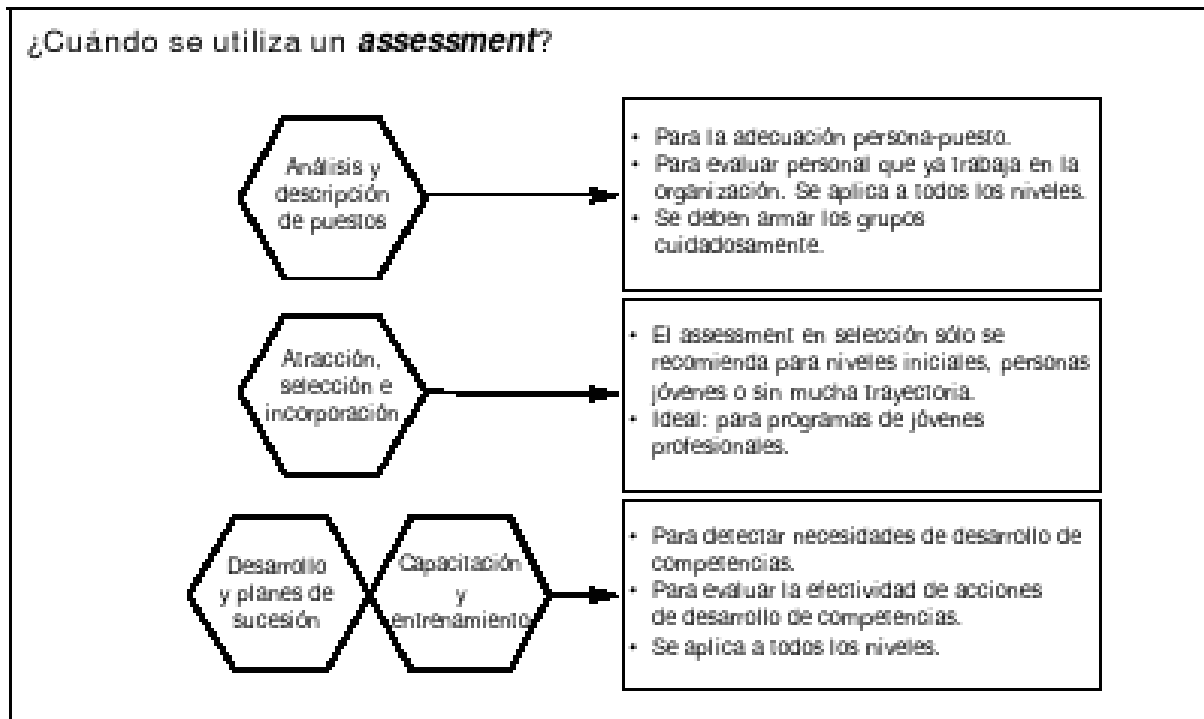 ¿Cuándo se utiliza un assessment?
Análisis y
descripción
de puestos
• Para la adecuación persona-puesto.
• Para evaluar personal que ya trabaja en la
organización. Se aplica a todos los niveles.
• Se deben armar los grupos
cuidadosamente.
Atracción,
selección e
incorporación
• El assessment en selección sólo se
recomienda para niveles iniciales, personas
jóvenes o sin mucha trayectoria.
• Ideal: para programas de jóvenes
profesionales.
Desarrollo
y planes de
sucesión
Capacitación
y
entrenamiento
• Para detectar necesidades de desarrollo de
competencias.
• Para evaluar la efectividad de acciones
de desarrollo de competencias.
• Se aplica a todos los niveles.